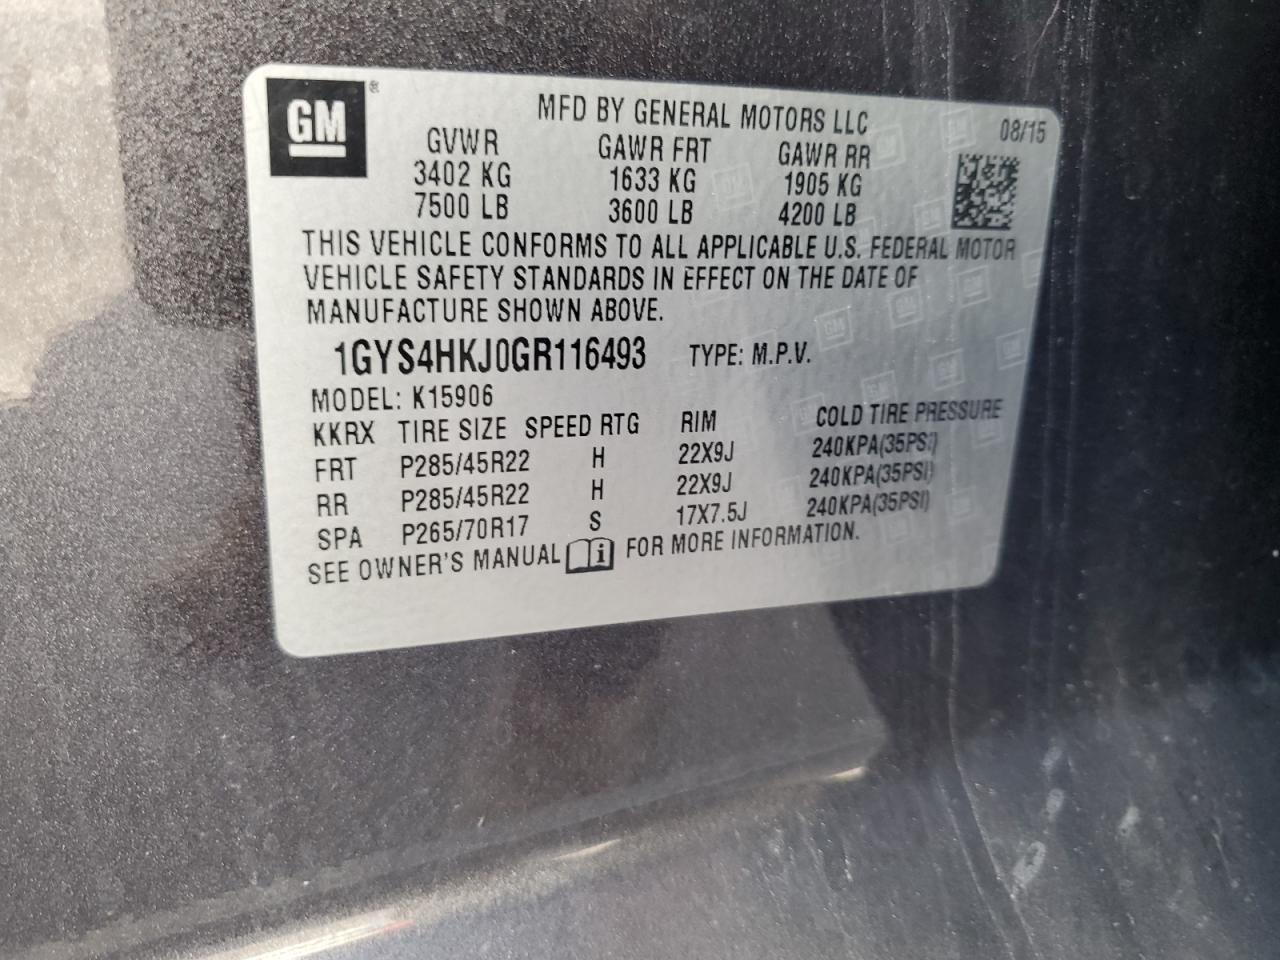 GM®
MFD BY GENERAL MOTORS LLC
08/15
GVWR GAWR FRT GAWR RR
3402 KG 1633 KG 1905 KG
7500 LB 3600 LB 4200 LB
THIS VEHICLE CONFORMS TO ALL APPLICABLE U.S. FEDERAL MOTOR
VEHICLE SAFETY STANDARDS IN EFFECT ON THE DATE OF
MANUFACTURE SHOWN ABOVE.
1GYS4HKJ0GR116493 TYPE: M.P.V.
MODEL: K15906
KKRX TIRE SIZE SPEED RTG RIM COLD TIRE PRESSURE
FRT P285/45R22 H 22X9J 240KPA(35PSI)
RR P285/45R22 H 22X9J 240KPA(35PSI)
SPA P265/70R17 S 17X7.5J 240KPA(35PSI)
SEE OWNER'S MANUAL i FOR MORE INFORMATION.